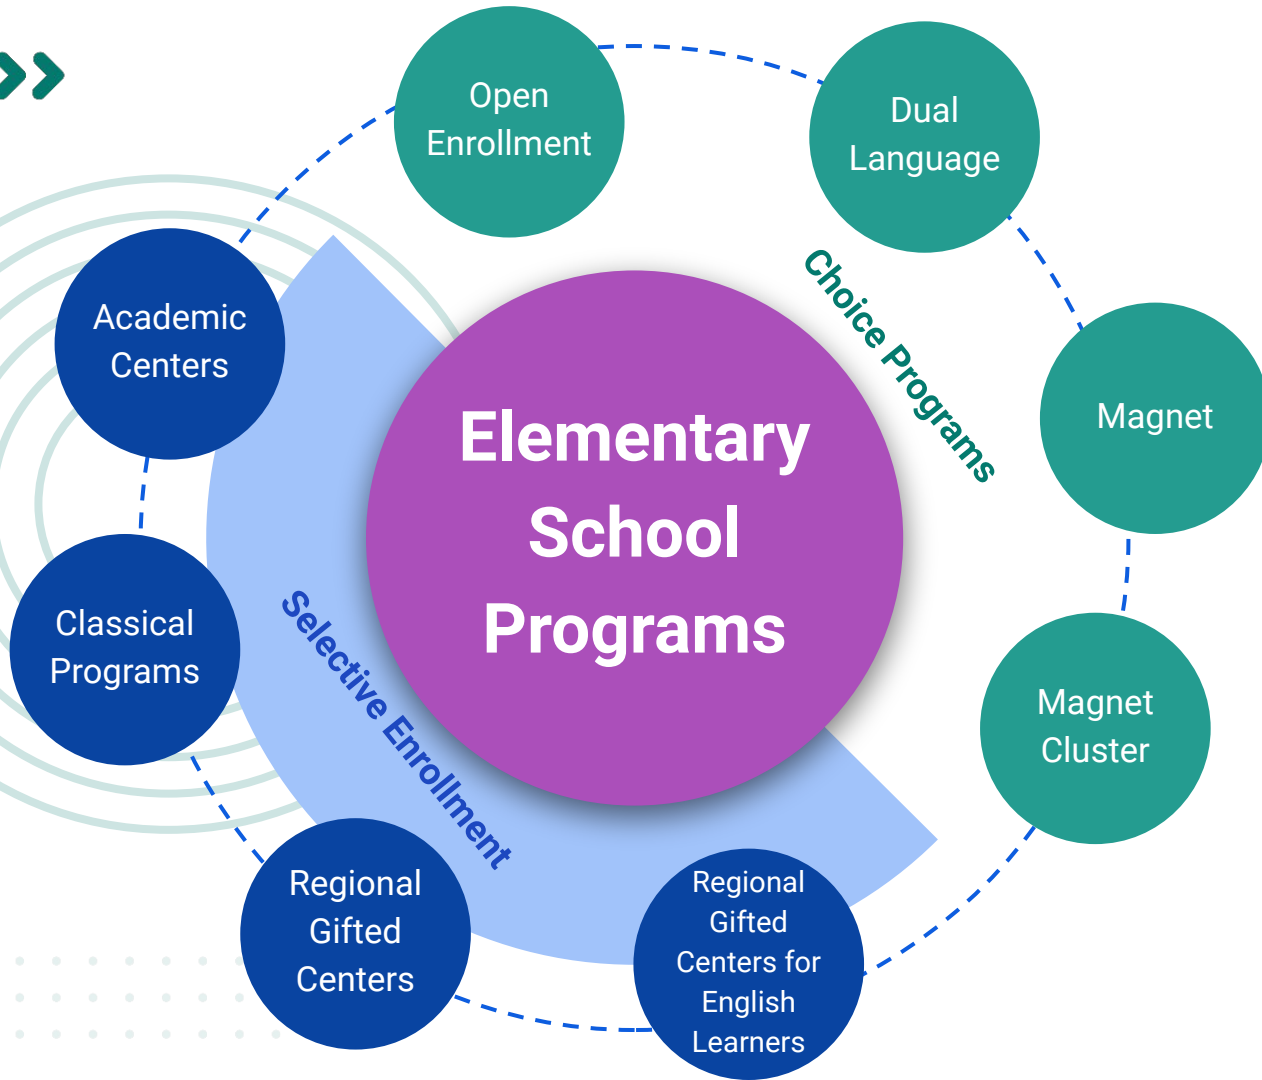 Open
Enrollment
Dual
Language
Choice Programs
Academic
Centers
Magnet
Elementary
School
Programs
Classical
Programs
Selective Enrollment
Magnet
Cluster
Regional
Gifted
Centers
Regional
Gifted
Centers for
English
Learners